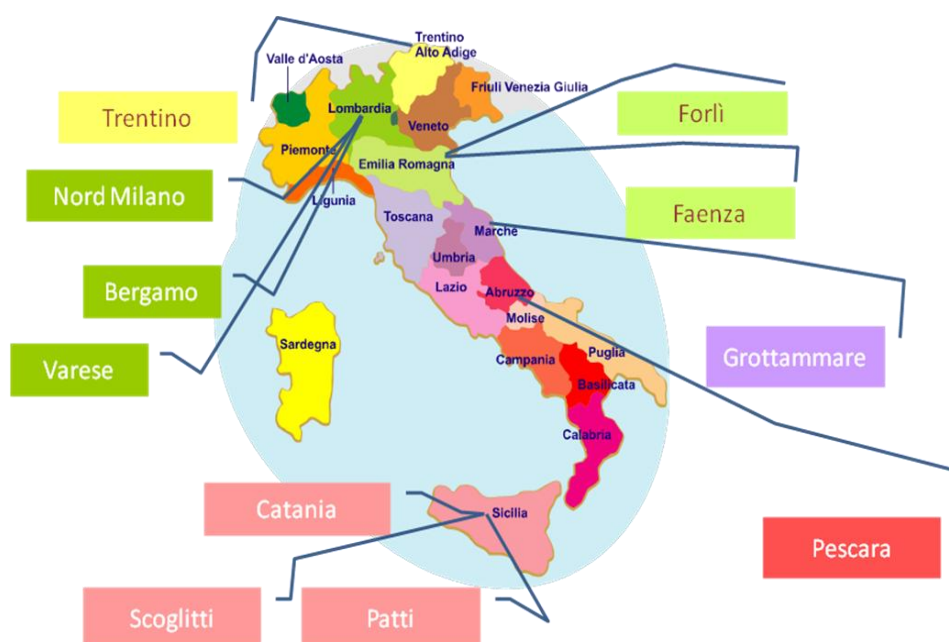 Trentino
Alto Adige
Valle d'Aosta
Friuli Venezia Giulia
Trentino
Lombardia
Forlì
Veneto
Piemonte
Emilia Romagna
Nord Milano
Ligunia
Toscana
Faenza
Marche
Umbria
Bergamo
Lazio
Abruzzo
Molise
Sardegna
Puglia
Grottammare
Varese
Campania
Basilicata
Calabria
Catania
Sicilia
Pescara
Scoglitti
Patti